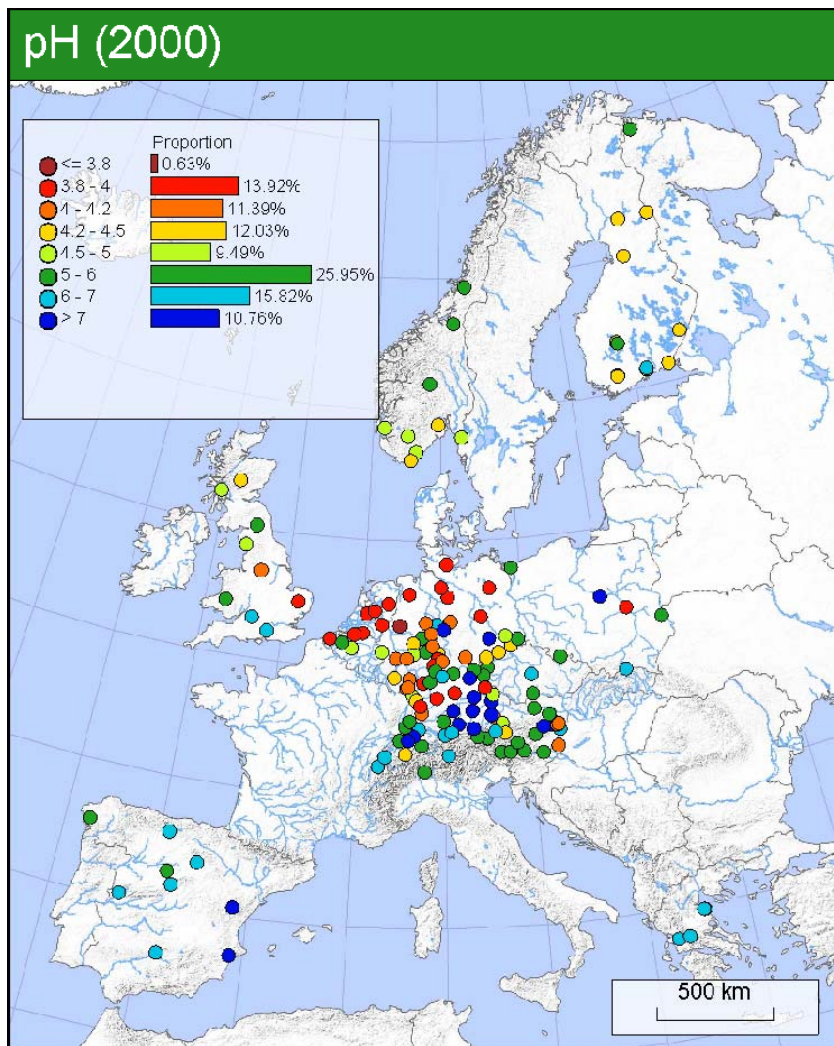 pH (2000)
Proportion
<= 3.8 0.63%
3.8 - 4 13.92%
4 - 4.2 11.39%
4.2 - 4.5 12.03%
4.5 - 5 9.49%
5 - 6 25.95%
6 - 7 15.82%
> 7 10.76%
500 km